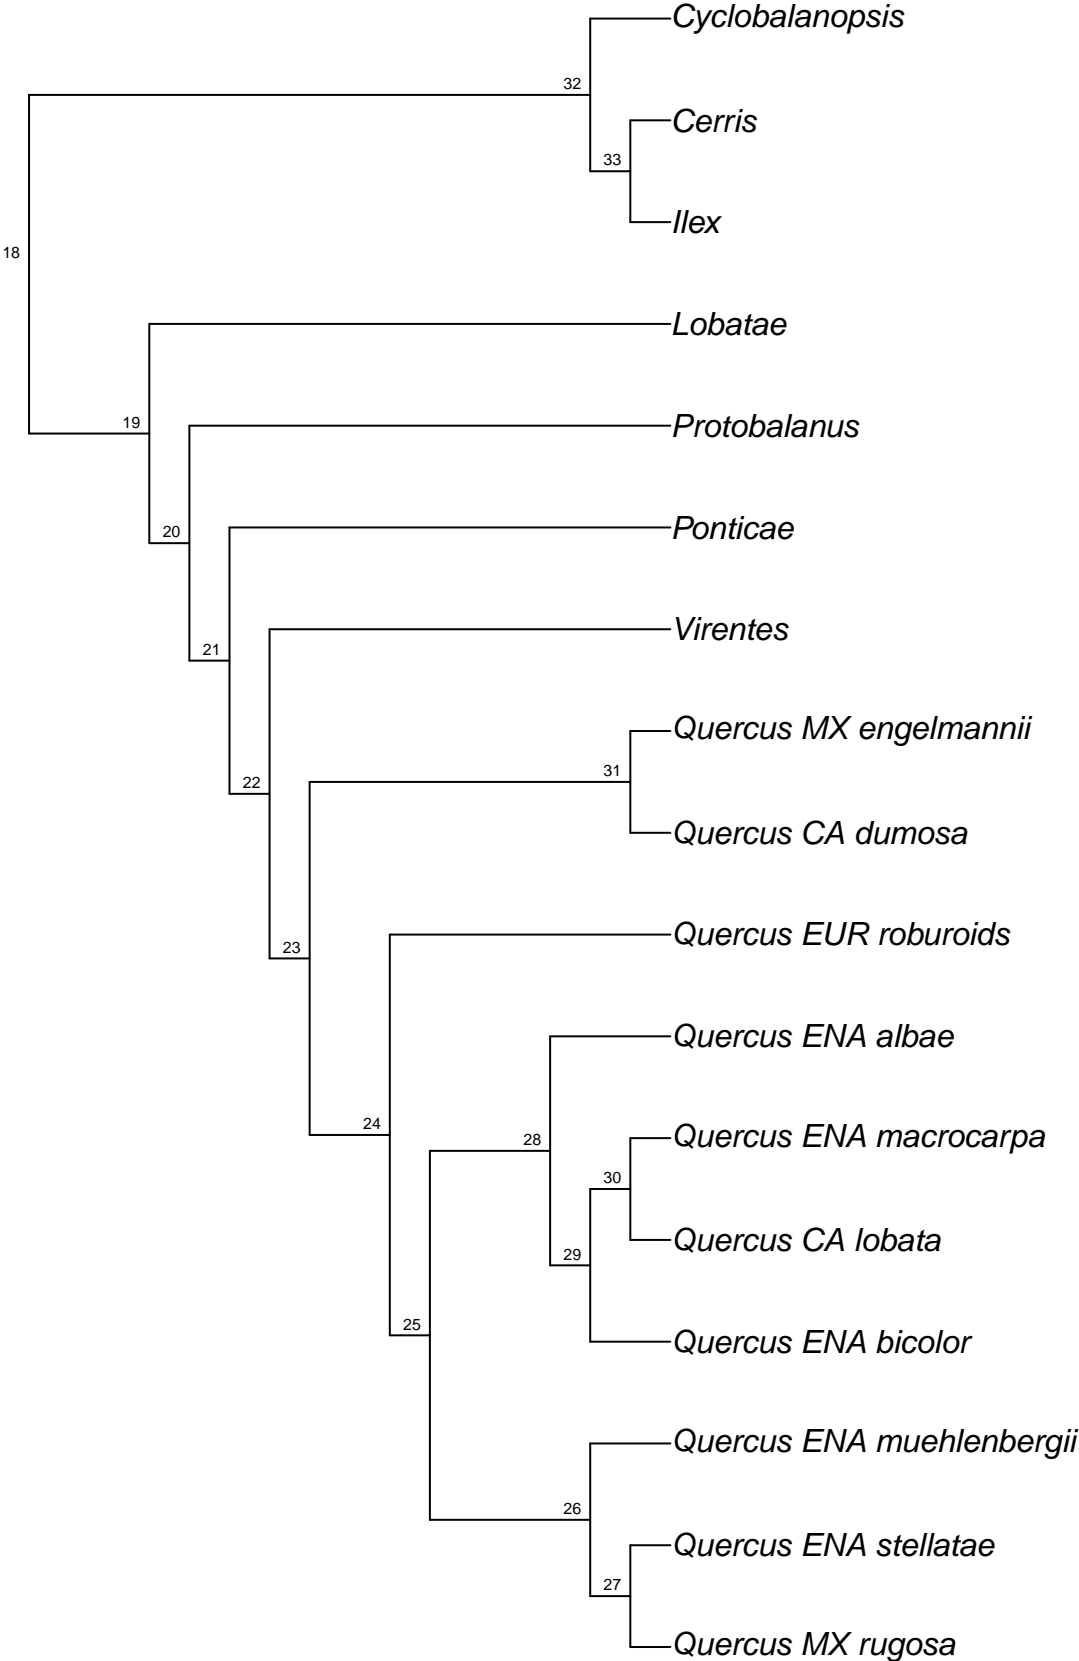 Cyclobalanopsis
32
Cerris
33
Ilex
18
Lobatae
19
Protobalanus
20
Ponticae
21
Virentes
Quercus MX engelmannii
31
22
Quercus CA dumosa
Quercus EUR roburoids
23
Quercus ENA albae
24
28
Quercus ENA macrocarpa
30
Quercus CA lobata
29
25
Quercus ENA bicolor
Quercus ENA muehlenbergii
26
Quercus ENA stellatae
27
Quercus MX rugosa